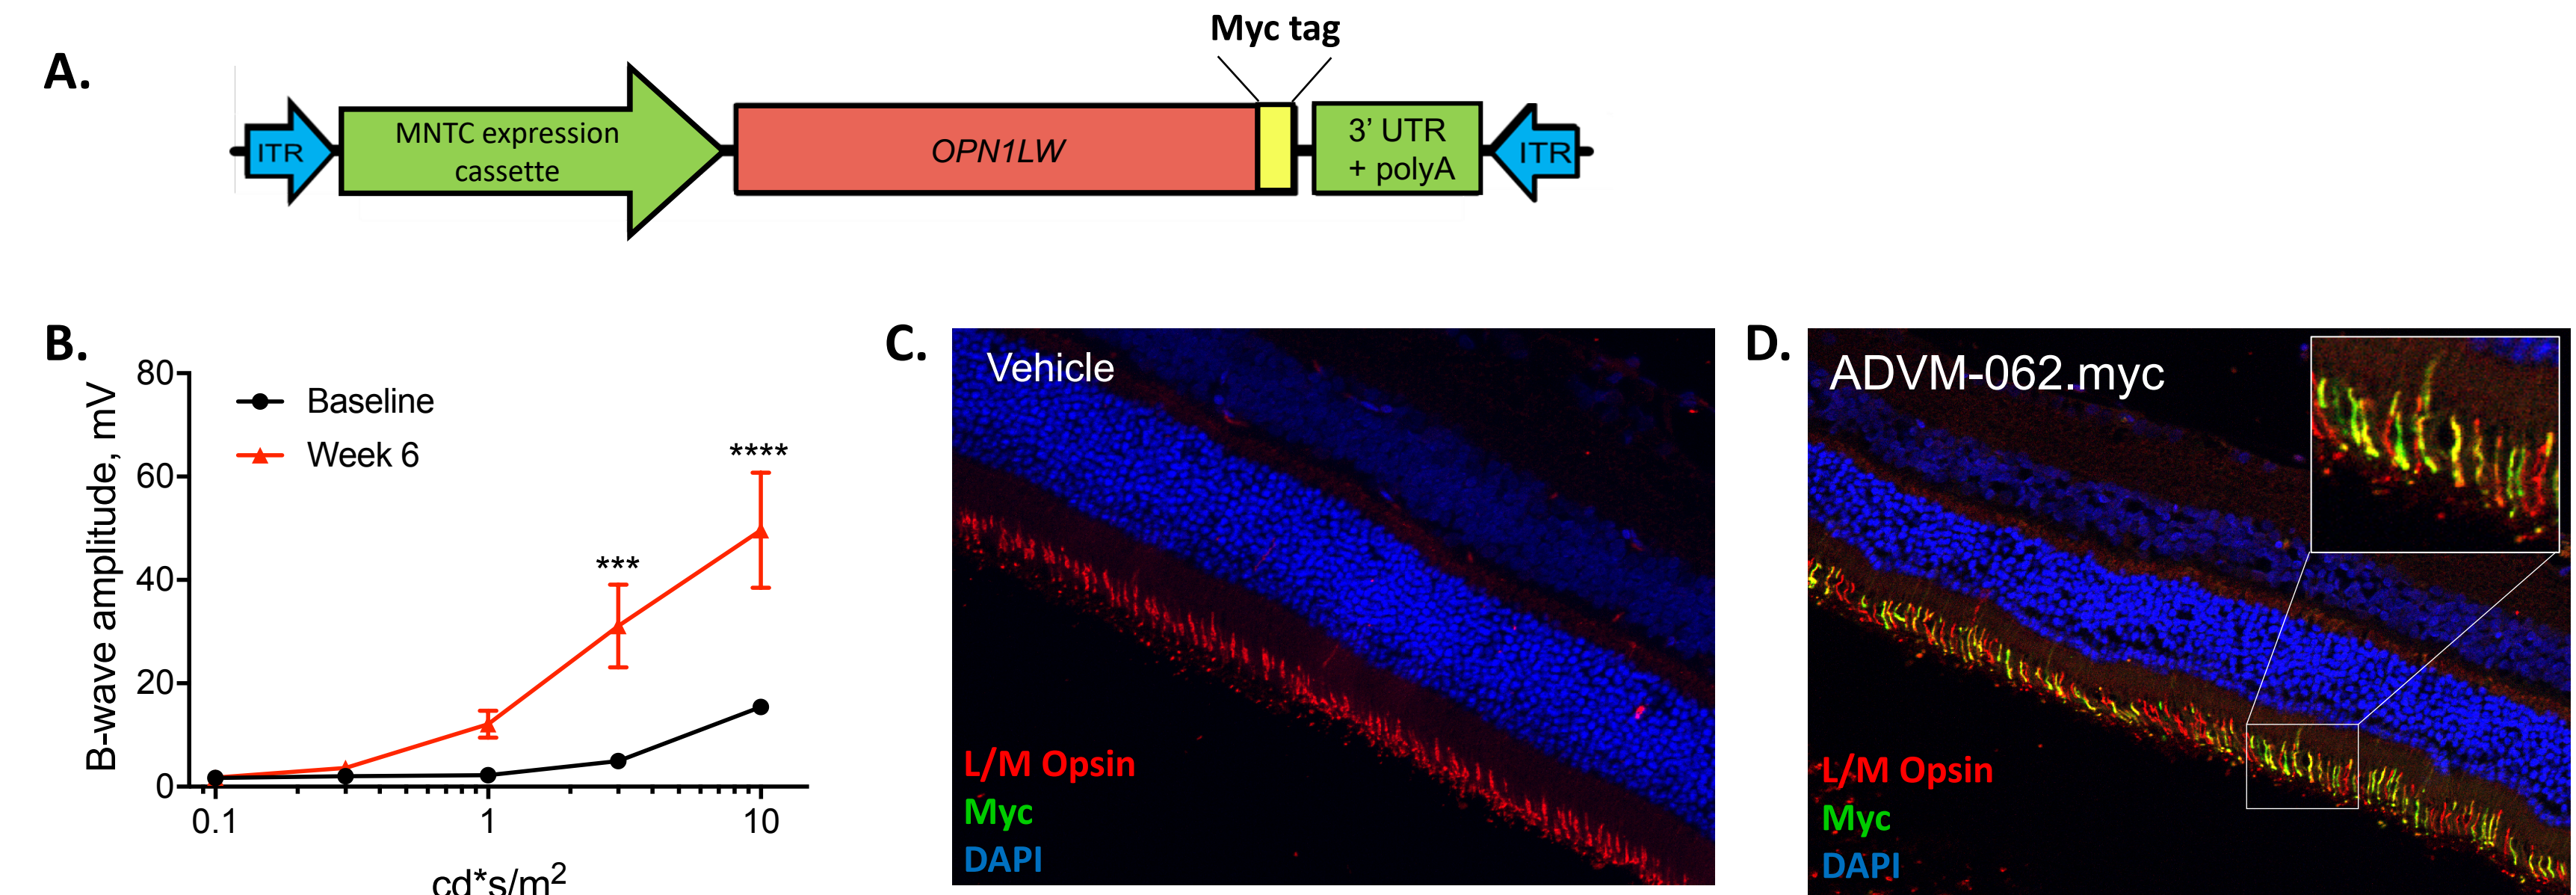 A.
Myc tag
ITR
MNTC expression
cassette
OPN1LW
3’ UTR
+ polyA
ITR
B.
B-wave amplitude, mV
80
60
40
20
0
Baseline
Week 6
***
****
0.1
1
10
cd*s/m²
C.
Vehicle
L/M Opsin
Myc
DAPI
D.
ADVM-062.myc
L/M Opsin
Myc
DAPI